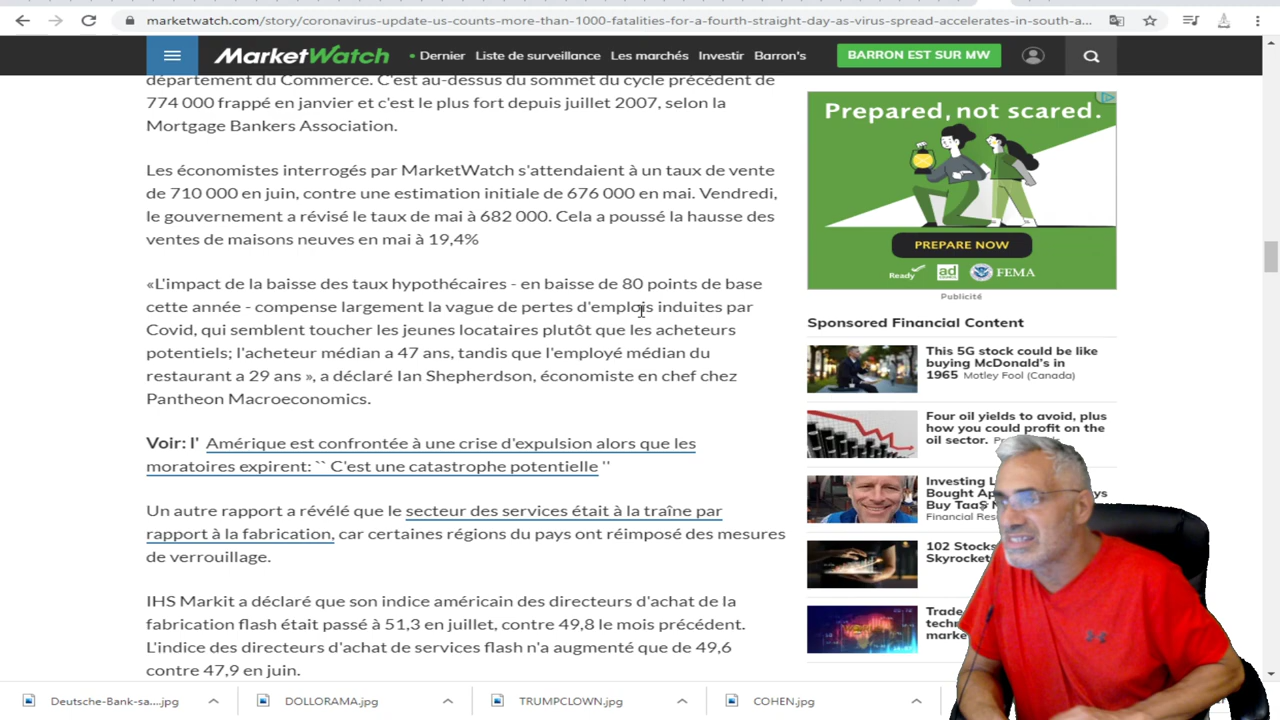 marketwatch.com/story/coronavirus-update-us-counts-more-than-1000-fatalities-for-a-fourth-straight-day-as-virus-spread-accelerates-in-south-a...
MarketWatch
• Dernier Liste de surveillance Les marchés Investir Barron's
BARRON EST SUR MW
département du Commerce. C'est au-dessus du sommet du cycle précédent de
774 000 frappé en janvier et c'est le plus fort depuis juillet 2007, selon la
Mortgage Bankers Association.
Les économistes interrogés par MarketWatch s'attendaient à un taux de vente
de 710 000 en juin, contre une estimation initiale de 676 000 en mai. Vendredi,
le gouvernement a révisé le taux de mai à 682 000. Cela a poussé la hausse des
ventes de maisons neuves en mai à 19,4%
«L'impact de la baisse des taux hypothécaires - en baisse de 80 points de base
cette année - compense largement la vague de pertes d'emplois induites par
Covid, qui semblent toucher les jeunes locataires plutôt que les acheteurs
potentiels; l'acheteur médian a 47 ans, tandis que l'employé médian du
restaurant a 29 ans », a déclaré Ian Shepherdson, économiste en chef chez
Pantheon Macroeconomics.
Voir: l' Amérique est confrontée à une crise d'expulsion alors que les
moratoires expirent: `` C'est une catastrophe potentielle ''
Un autre rapport a révélé que le secteur des services était à la traîne par
rapport à la fabrication, car certaines régions du pays ont réimposé des mesures
de verrouillage.
IHS Markit a déclaré que son indice américain des directeurs d'achat de la
fabrication flash était passé à 51,3 en juillet, contre 49,8 le mois précédent.
L'indice des directeurs d'achat de services flash n'a augmenté que de 49,6
contre 47,9 en juin.
Prepared, not scared.
PREPARE NOW
Ready ad COUNCIL FEMA
Publicité
Sponsored Financial Content
This 5G stock could be like
buying McDonald's in
1965 Motley Fool (Canada)
Four oil yields to avoid, plus
how you could profit on the
oil sector.
Investing
Bought
Buy TaaS
Financial
102 Stocks
Skyrocket
Trade
tech
marke
Deutsche-Bank-sa....jpg
DOLLORAMA.jpg
TRUMPCLOWN.jpg
COHEN.jpg